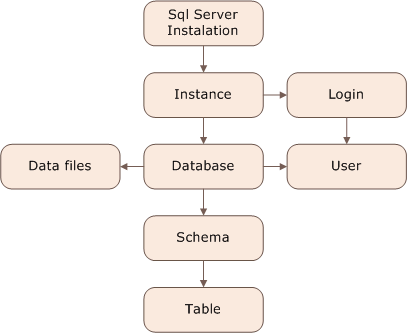 Sql Server
Instalation
Instance
Login
Data files
Database
User
Schema
Table